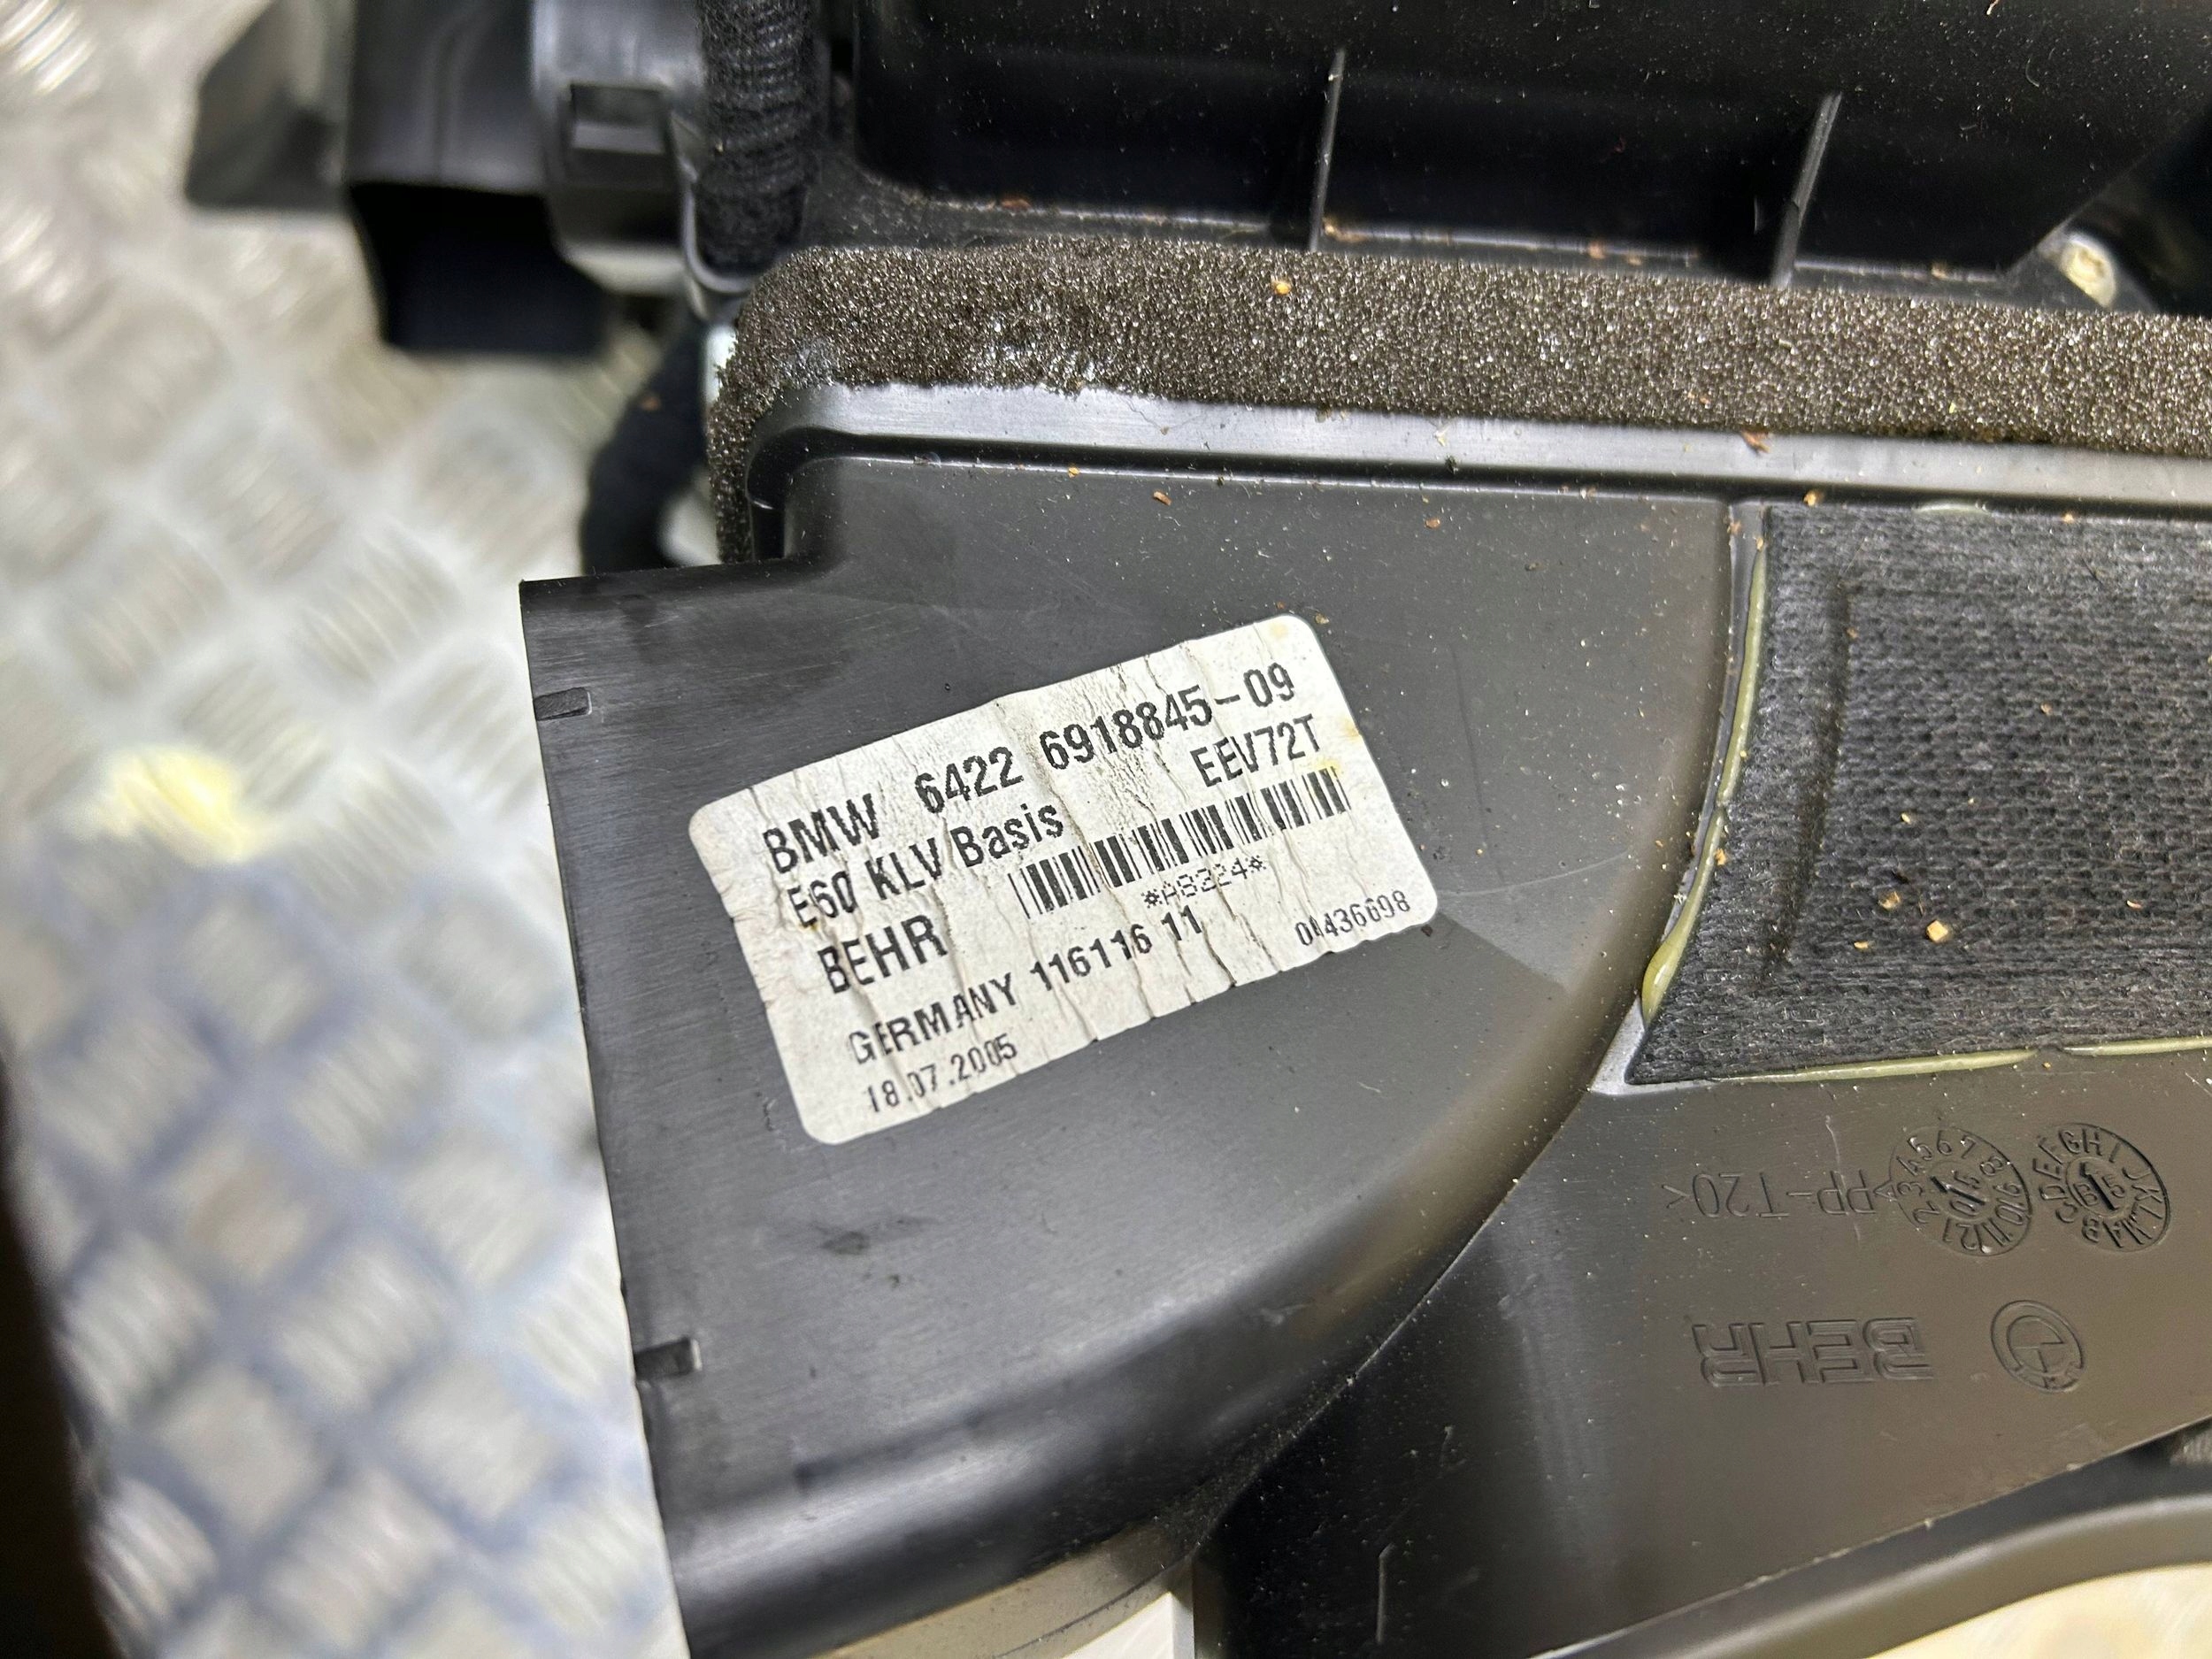 BMW 6422 6918845-09
E60 KLV Basis EEV72T
BEHR
*A8224*
GERMANY 116116 11
18.07.2005
01436698
>PP-T20<
BEHR